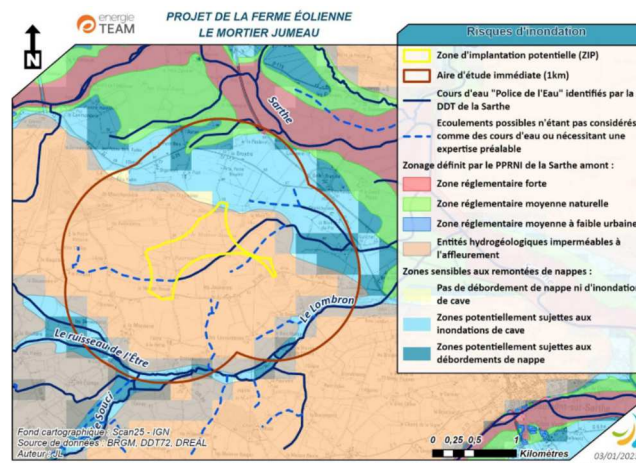 energie
TEAM
PROJET DE LA FERME ÉOLIENNE
LE MORTIER JUMEAU
N
Risques d'inondation
Zone d'implantation potentielle (ZIP)
Aire d'étude immédiate (1km)
Cours d'eau "Police de l'Eau" identifiés par la
DDT de la Sarthe
Ecoulements possibles n'étant pas considérés
comme des cours d'eau ou nécessitant une
expertise préalable
Zonage définit par le PPRNI de la Sarthe amont :
Zone réglementaire forte
Zone réglementaire moyenne naturelle
Zone réglementaire moyenne à faible urbaine
Entités hydrogéologiques imperméables à
l'affleurement
Zones sensibles aux remontées de nappes :
Pas de débordement de nappe ni d'inondation
de cave
Zones potentiellement sujettes aux
inondations de cave
Zones potentiellement sujettes aux
débordements de nappe
Sarthe
Le Lombron
Le ruisseau de l'Être
Le Souci
Fond cartographique : Scan25 - IGN
Source de données : BRGM, DDT72, DREAL
Auteur : JL
0 0,25 0,5 1
Kilomètres